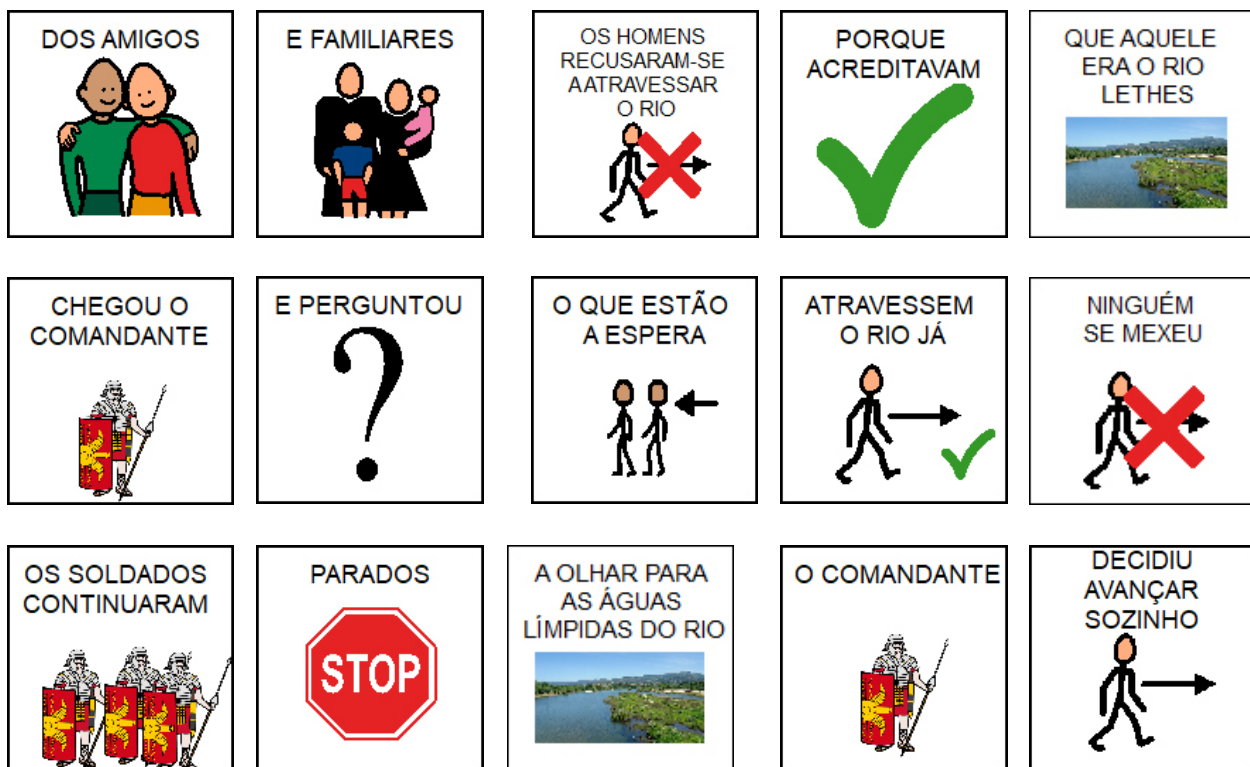 DOS AMIGOS
E FAMILIARES
OS HOMENS
RECUSARAM-SE
A ATRAVESSAR
O RIO
PORQUE
ACREDITAVAM
QUE AQUELE
ERA O RIO
LETHES
CHEGOU O
COMANDANTE
E PERGUNTOU
?
O QUE ESTÃO
A ESPERA
ATRAVESSEM
O RIO JÁ
NINGUÉM
SE MEXEU
OS SOLDADOS
CONTINUARAM
PARADOS
STOP
A OLHAR PARA
AS ÁGUAS
LÍMPIDAS DO RIO
O COMANDANTE
DECIDIU
AVANÇAR
SOZINHO